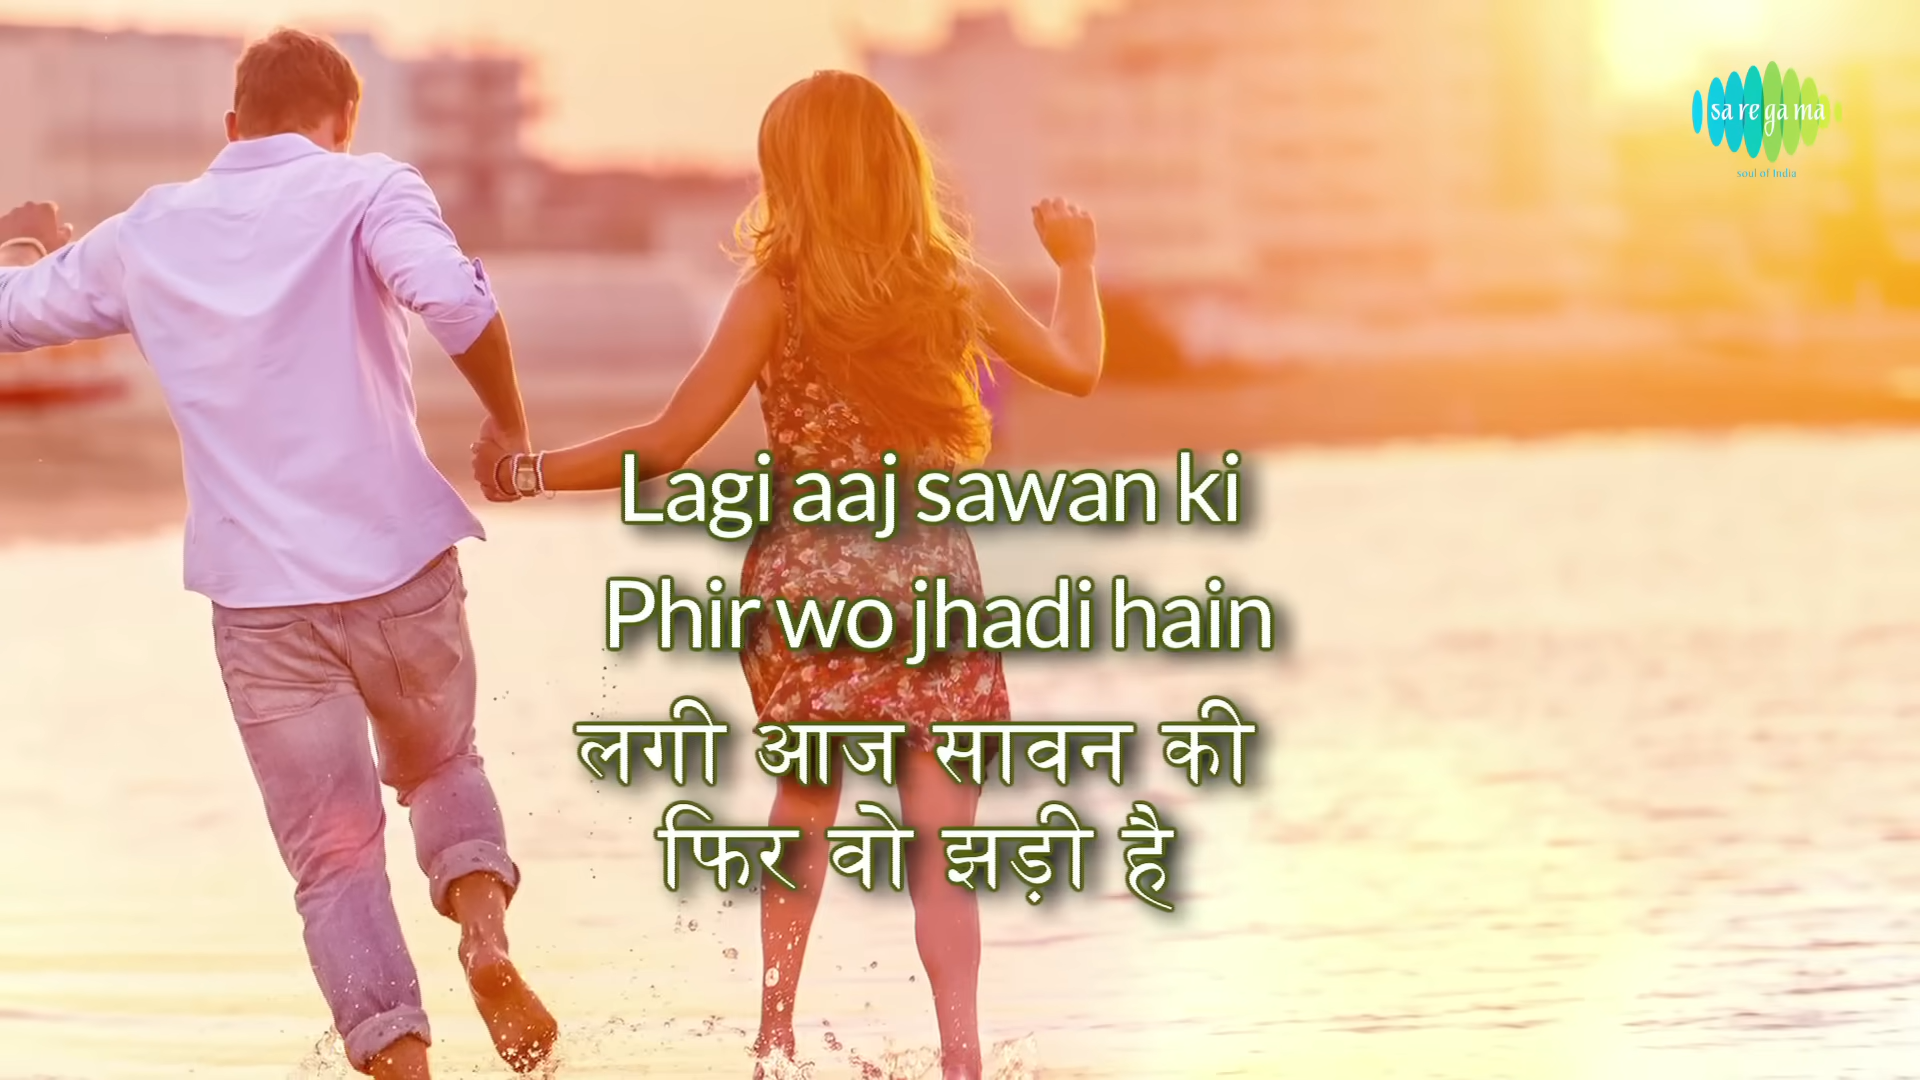 sa re ga ma
soul of India
Lagi aaj sawan ki
Phir wo jhadi hain
लगी आज सावन की
फिर वो झड़ी है